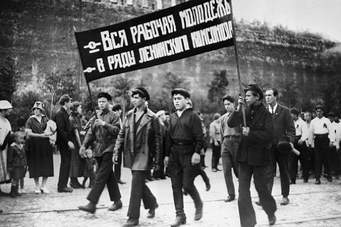 Вся рабочая молодежь
в ряды ленинского комсомола